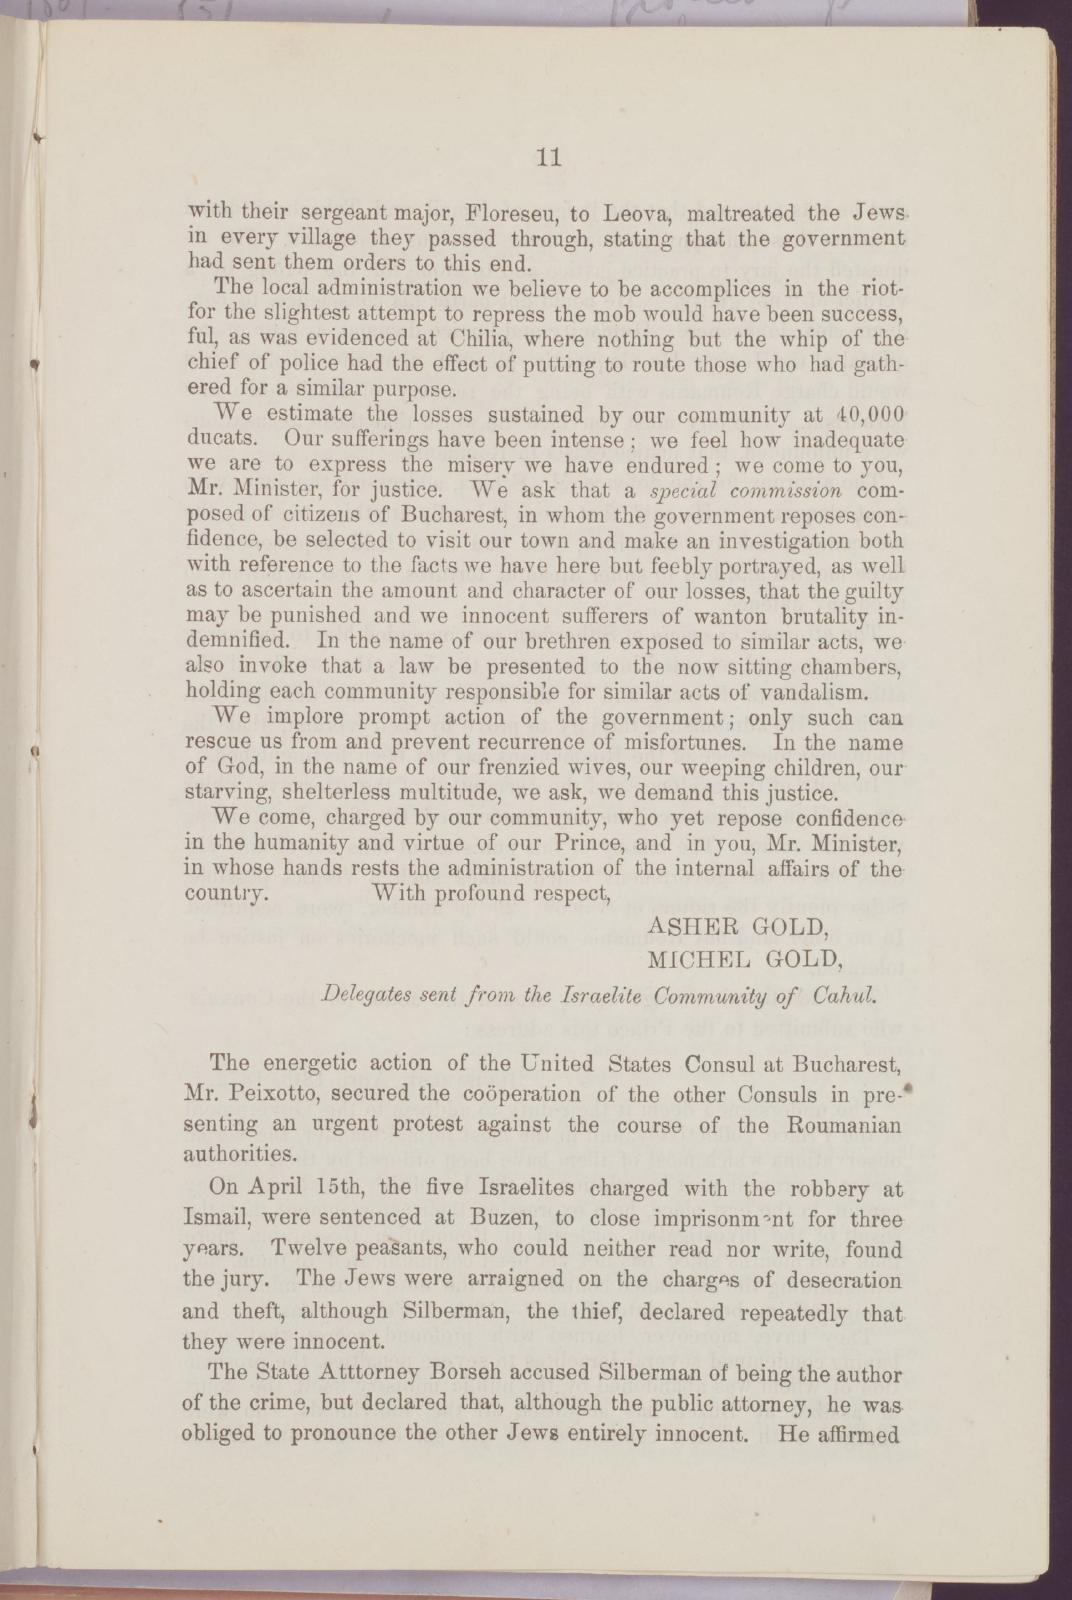 11
with their sergeant major, Floreseu, to Leova, maltreated the Jews
in every village they passed through, stating that the government
had sent them orders to this end.
The local administration we believe to be accomplices in the riot-
for the slightest attempt to repress the mob would have been success,
ful, as was evidenced at Chilia, where nothing but the whip of the
chief of police had the effect of putting to route those who had gath-
ered for a similar purpose.
We estimate the losses sustained by our community at 40,000
ducats. Our sufferings have been intense; we feel how inadequate
we are to express the misery we have endured; we come to you,
Mr. Minister, for justice. We ask that a special commission com-
posed of citizens of Bucharest, in whom the government reposes con-
fidence, be selected to visit our town and make an investigation both
with reference to the facts we have here but feebly portrayed, as well
as to ascertain the amount and character of our losses, that the guilty
may be punished and we innocent sufferers of wanton brutality in-
demnified. In the name of our brethren exposed to similar acts, we
also invoke that a law be presented to the now sitting chambers,
holding each community responsible for similar acts of vandalism.
We implore prompt action of the government; only such can
rescue us from and prevent recurrence of misfortunes. In the name
of God, in the name of our frenzied wives, our weeping children, our
starving, shelterless multitude, we ask, we demand this justice.
We come, charged by our community, who yet repose confidence
in the humanity and virtue of our Prince, and in you, Mr. Minister,
in whose hands rests the administration of the internal affairs of the
country. With profound respect,
ASHER GOLD,
MICHEL GOLD,
Delegates sent from the Israelite Community of Cahul.
The energetic action of the United States Consul at Bucharest,
Mr. Peixotto, secured the coöperation of the other Consuls in pre-
senting an urgent protest against the course of the Roumanian
authorities.
On April 15th, the five Israelites charged with the robbery at
Ismail, were sentenced at Buzen, to close imprisonment for three
years. Twelve peasants, who could neither read nor write, found
the jury. The Jews were arraigned on the charges of desecration
and theft, although Silberman, the thief, declared repeatedly that
they were innocent.
The State Atttorney Borseh accused Silberman of being the author
of the crime, but declared that, although the public attorney, he was
obliged to pronounce the other Jews entirely innocent. He affirmed